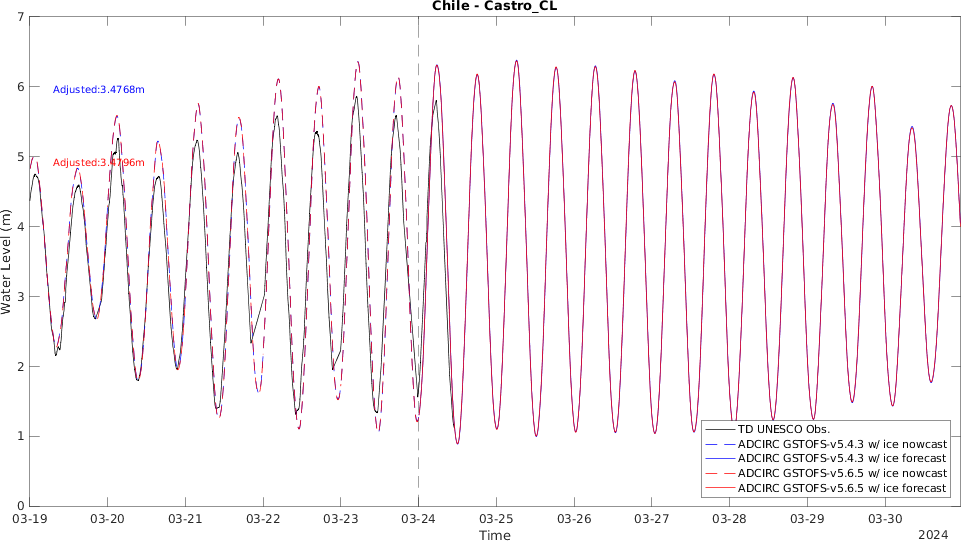 Chile - Castro_CL
7
6
5
4
3
2
1
0
Water Level (m)
Adjusted:3.4768m
Adjusted:3.4796m
TD UNESCO Obs.
ADCIRC GSTOFS-v5.4.3 w/ ice nowcast
ADCIRC GSTOFS-v5.4.3 w/ ice forecast
ADCIRC GSTOFS-v5.6.5 w/ ice nowcast
ADCIRC GSTOFS-v5.6.5 w/ ice forecast
03-19 03-20 03-21 03-22 03-23 03-24 03-25 03-26 03-27 03-28 03-29 03-30
Time
2024